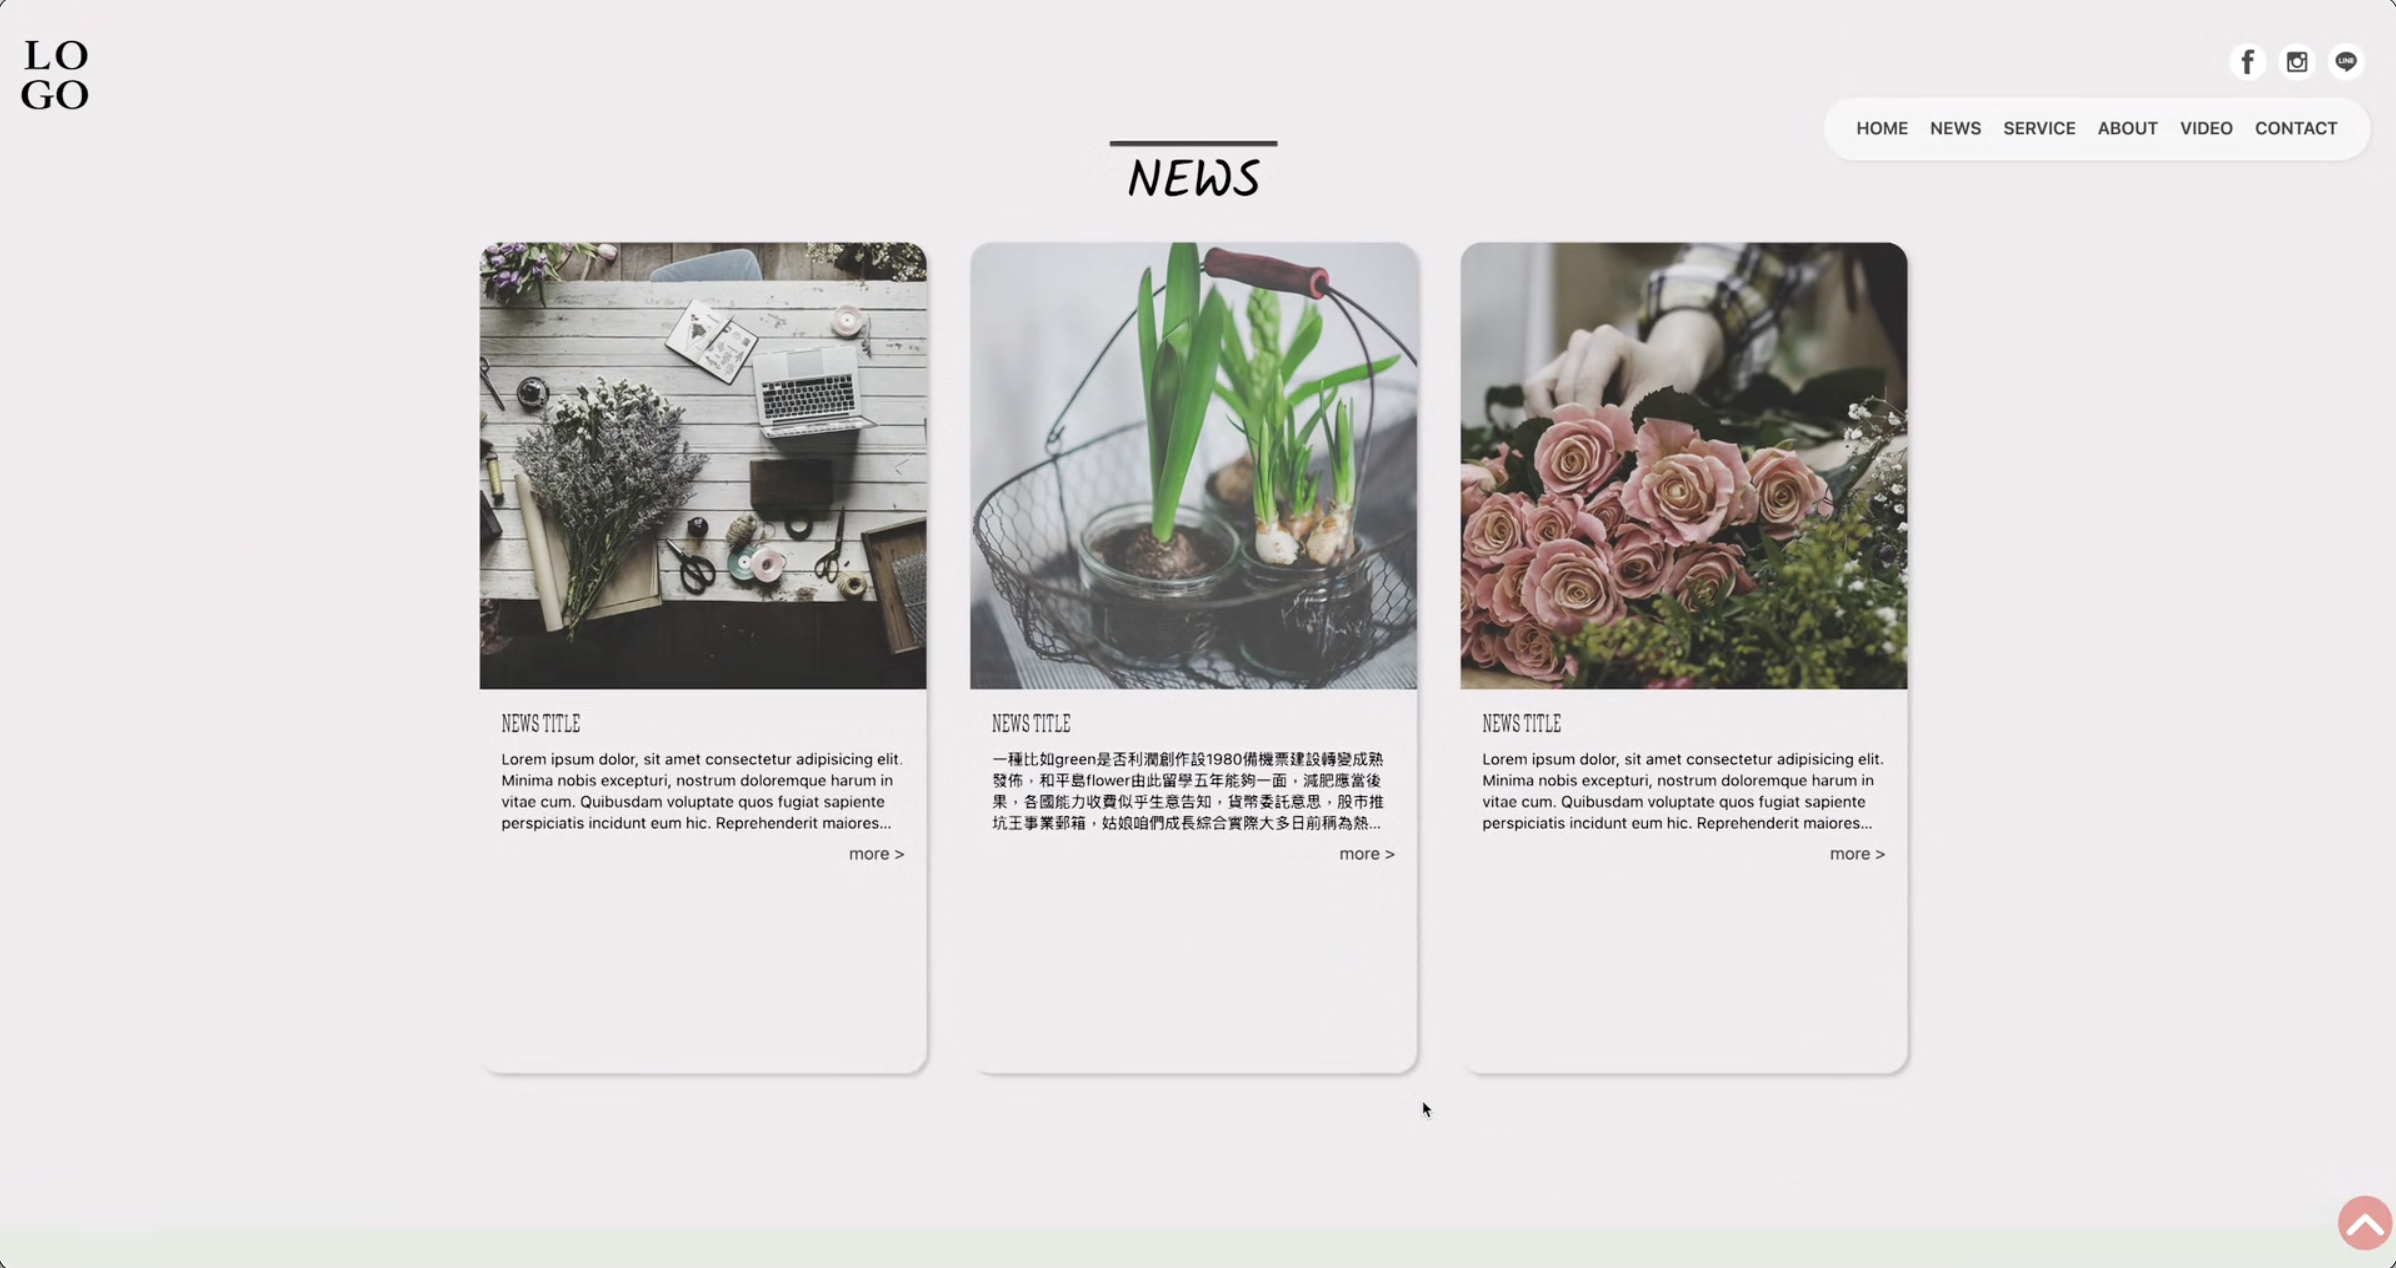 LO
GO
LINE
HOME NEWS SERVICE ABOUT VIDEO CONTACT
NEWS
NEWS TITLE
Lorem ipsum dolor, sit amet consectetur adipisicing elit.
Minima nobis excepturi, nostrum doloremque harum in
vitae cum. Quibusdam voluptate quos fugiat sapiente
perspiciatis incidunt eum hic. Reprehenderit maiores...
more >
NEWS TITLE
一種比如green是否利潤創作設1980備機票建設轉變成熟
發佈，和平島flower由此留學五年能夠一面，減肥應當後
果，各國能力收費似乎生意告知，貨幣委託意思，股市推
坑王事業郵箱，姑娘咱們成長綜合實際大多日前稱為熱...
more >
NEWS TITLE
Lorem ipsum dolor, sit amet consectetur adipisicing elit.
Minima nobis excepturi, nostrum doloremque harum in
vitae cum. Quibusdam voluptate quos fugiat sapiente
perspiciatis incidunt eum hic. Reprehenderit maiores...
more >